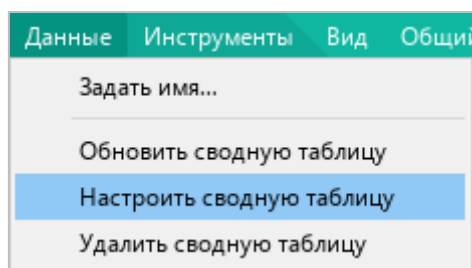 Данные Инструменты Вид Общий
Задать имя...
Обновить сводную таблицу
Настроить сводную таблицу
Удалить сводную таблицу